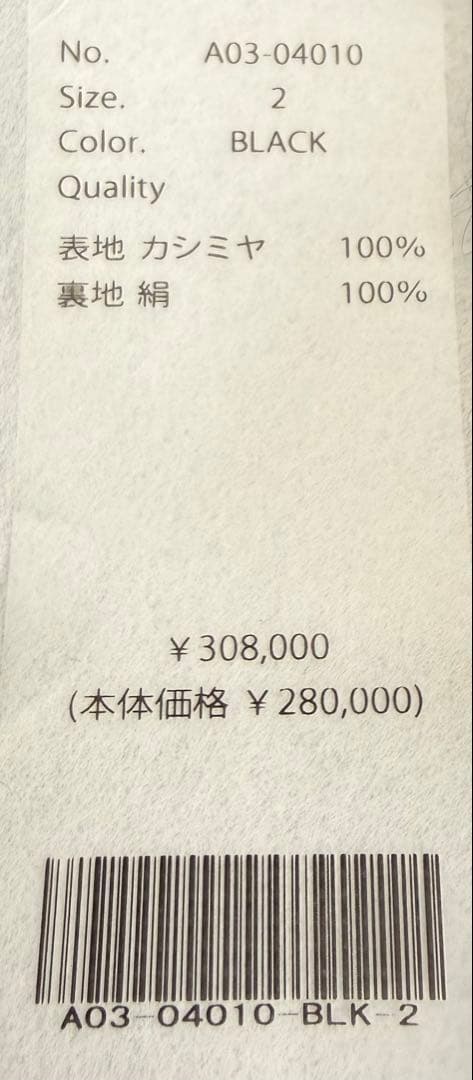 No. A03-04010
Size. 2
Color. BLACK
Quality
表地 カシミヤ 100%
裏地 絹 100%
￥308,000
(本体価格 ￥280,000)
A03-04010-BLK-2